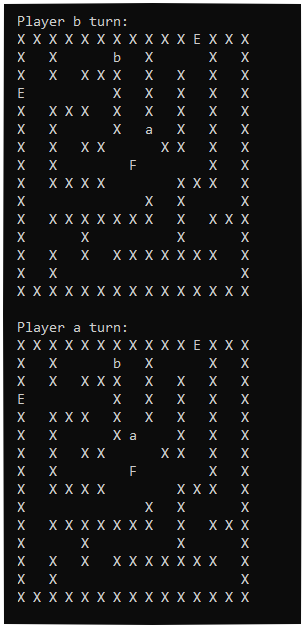 Player b turn:
X X X X X X X X X X X E X X X
X   X       b   X       X   X
X   X   X X X   X   X   X   X
E           X   X   X   X   X
X   X X X   X   X   X   X   X
X   X       X   a   X   X   X
X   X   X X       X X   X   X
X   X         F         X   X
X   X X X X         X X X   X
X               X   X       X
X   X X X X X X X   X   X X X
X       X           X       X
X   X   X   X X X X X X X   X
X   X                       X
X X X X X X X X X X X X X X X
Player a turn:
X X X X X X X X X X X E X X X
X   X       b   X       X   X
X   X   X X X   X   X   X   X
E           X   X   X   X   X
X   X X X   X   X   X   X   X
X   X       X a     X   X   X
X   X   X X       X X   X   X
X   X         F         X   X
X   X X X X         X X X   X
X               X   X       X
X   X X X X X X X   X   X X X
X       X           X       X
X   X   X   X X X X X X X   X
X   X                       X
X X X X X X X X X X X X X X X